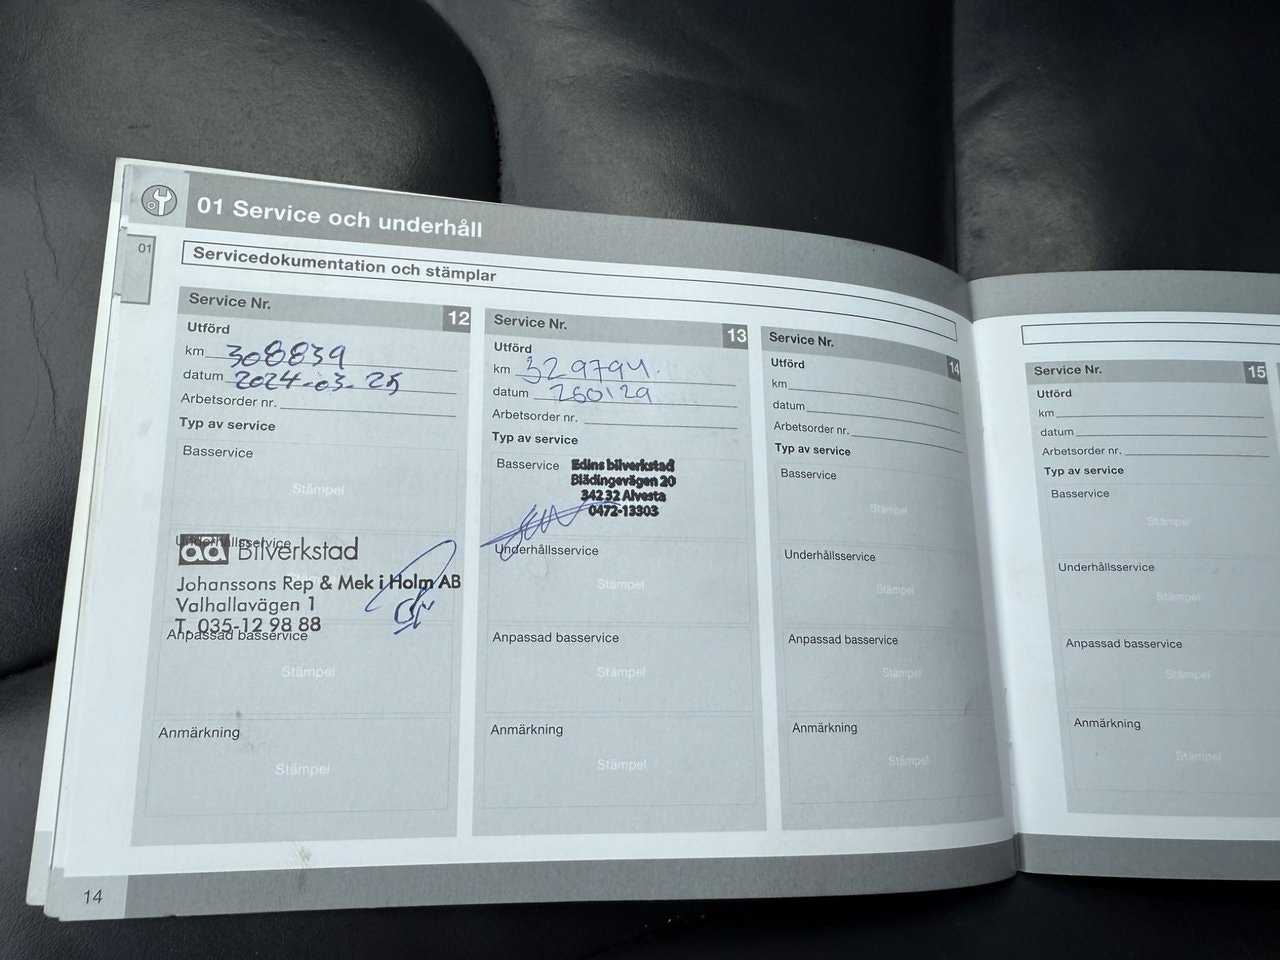 01 Service och underhåll
01
Servicedokumentation och stämplar
Service Nr. 12
Utförd
km 308839
datum 2024-03-25
Arbetsorder nr.
Typ av service
Basservice
Stämpel
Underhållsservice
ad Bilverkstad
Johanssons Rep & Mek i Holm AB
Valhallavägen 1
T. 035-12 98 88
Anpassad basservice
Stämpel
Anmärkning
Stämpel
Service Nr. 13
Utförd
km 329794
datum 260129
Arbetsorder nr.
Typ av service
Basservice
Edins bilverkstad
Blädingevägen 20
342 32 Alvesta
0472-13303
Underhållsservice
Stämpel
Anpassad basservice
Stämpel
Anmärkning
Stämpel
Service Nr. 14
Utförd
km
datum
Arbetsorder nr.
Typ av service
Basservice
Stämpel
Underhållsservice
Stämpel
Anpassad basservice
Stämpel
Anmärkning
Stämpel
14
Service Nr. 15
Utförd
km
datum
Arbetsorder nr.
Typ av service
Basservice
Stämpel
Underhållsservice
Stämpel
Anpassad basservice
Stämpel
Anmärkning
Stämpel